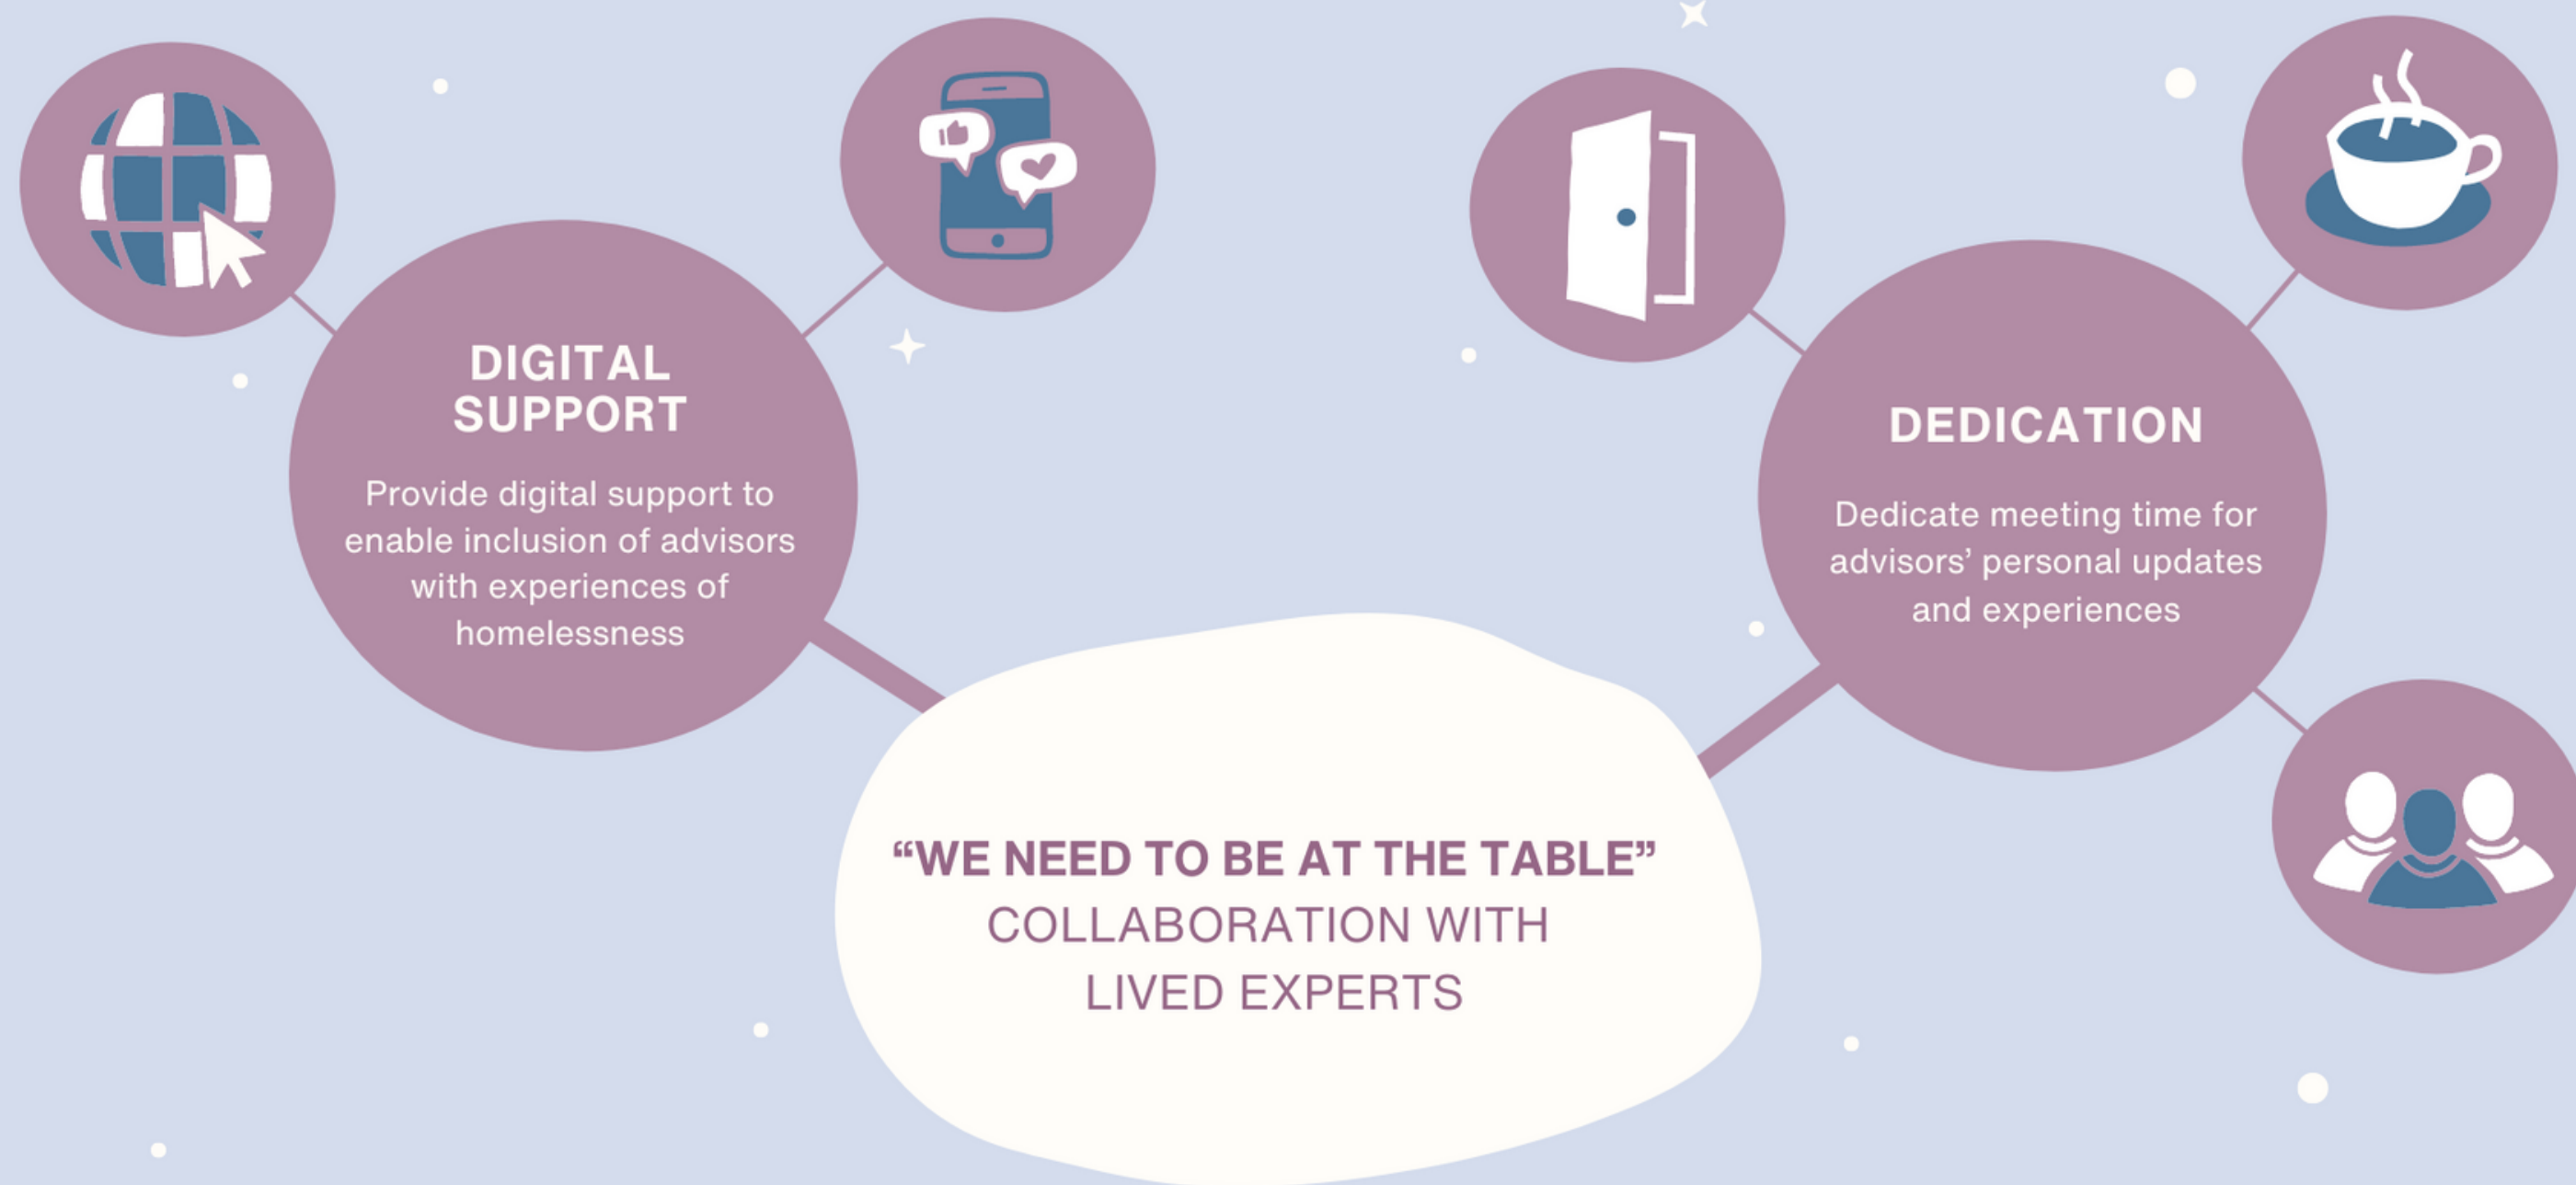 DIGITAL
SUPPORT
Provide digital support to
enable inclusion of advisors
with experiences of
homelessness
DEDICATION
Dedicate meeting time for
advisors’ personal updates
and experiences
“WE NEED TO BE AT THE TABLE”
COLLABORATION WITH
LIVED EXPERTS